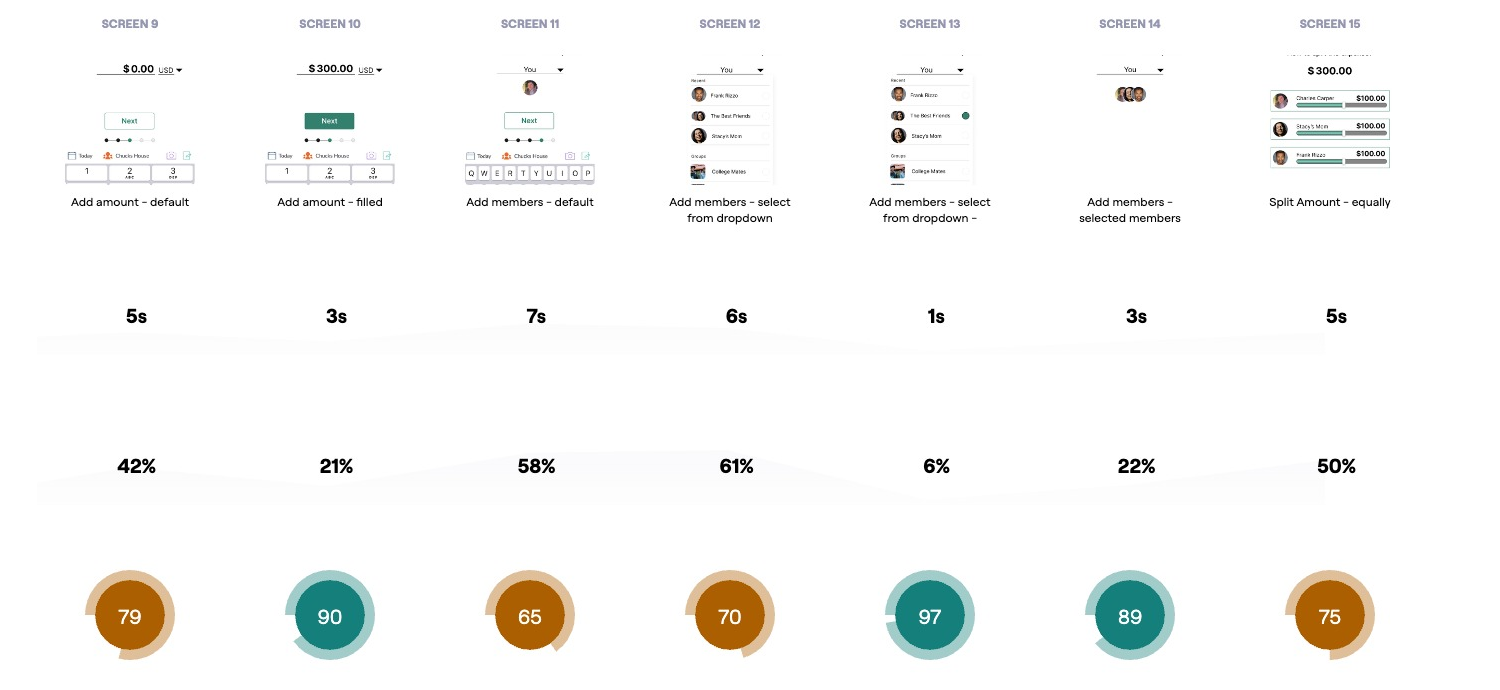 SCREEN 9
SCREEN 10
SCREEN 11
SCREEN 12
SCREEN 13
SCREEN 14
SCREEN 15
$ 0.00 USD
Next
Today Chucks House
1 2 3
ABC DEF
Add amount - default
$ 300.00 USD
Next
Today Chucks House
1 2 3
ABC DEF
Add amount - filled
You
Next
Today Chucks House
Q W E R T Y U I O P
Add members - default
You
Recent
Frank Rizzo
The Best Friends
Stacy's Mom
Groups
College Mates
Add members - select
from dropdown
You
Recent
Frank Rizzo
The Best Friends
Stacy's Mom
Groups
College Mates
Add members - select
from dropdown -
You
Add members -
selected members
$ 300.00
Charles Carper $100.00
Stacy's Mom $100.00
Frank Rizzo $100.00
Split Amount - equally
5s
3s
7s
6s
1s
3s
5s
42%
21%
58%
61%
6%
22%
50%
79
90
65
70
97
89
75